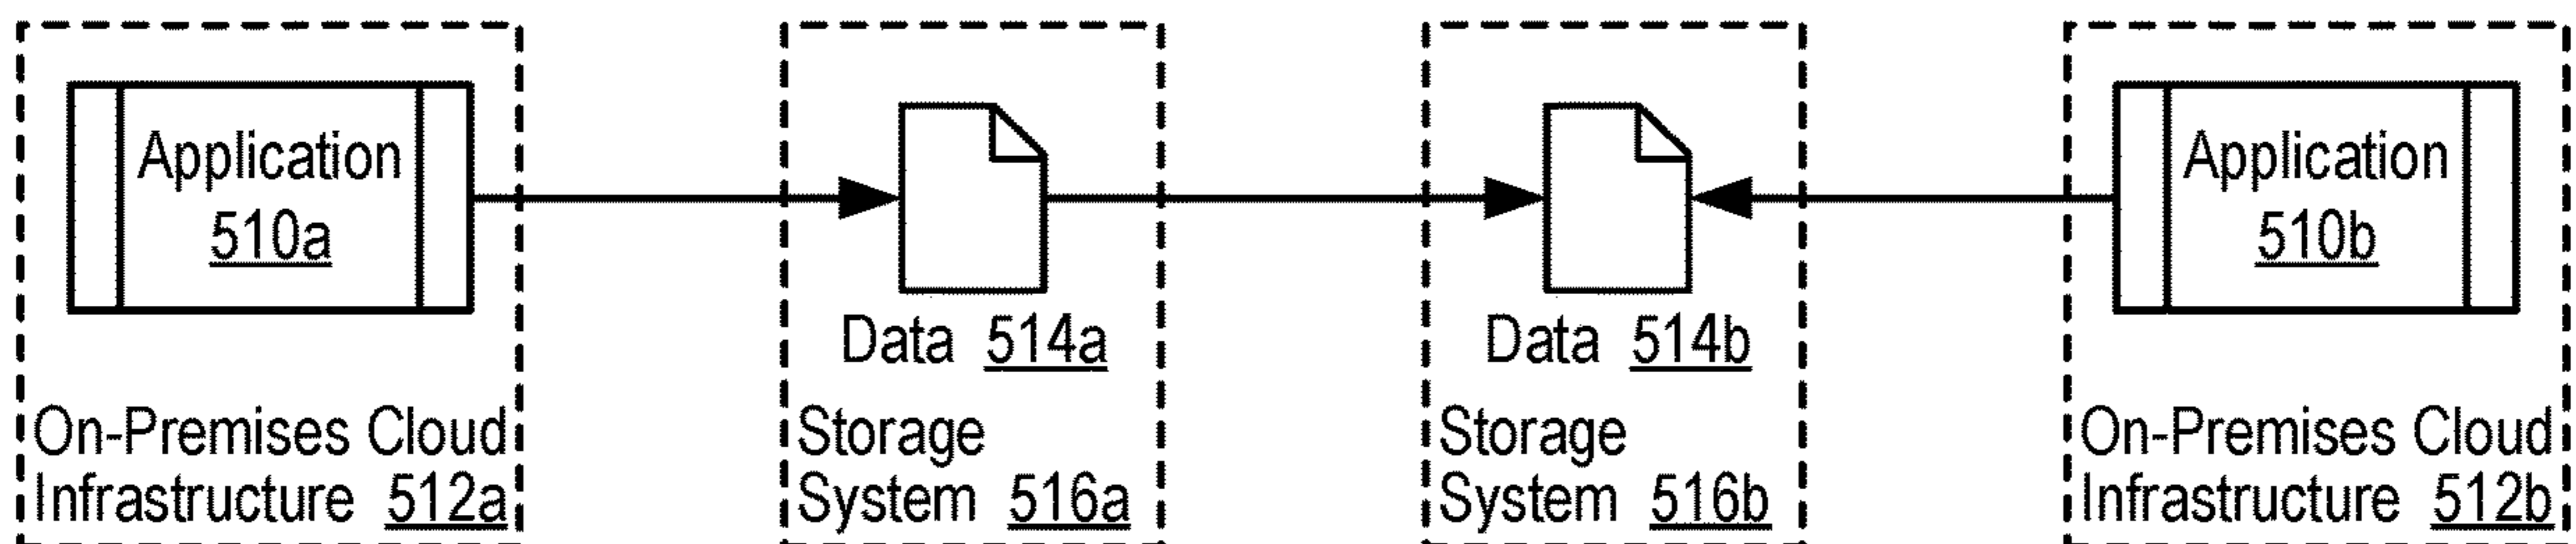 Application
510a
On-Premises Cloud
Infrastructure 512a
Data 514a
Storage
System 516a
Data 514b
Storage
System 516b
Application
510b
On-Premises Cloud
Infrastructure 512b